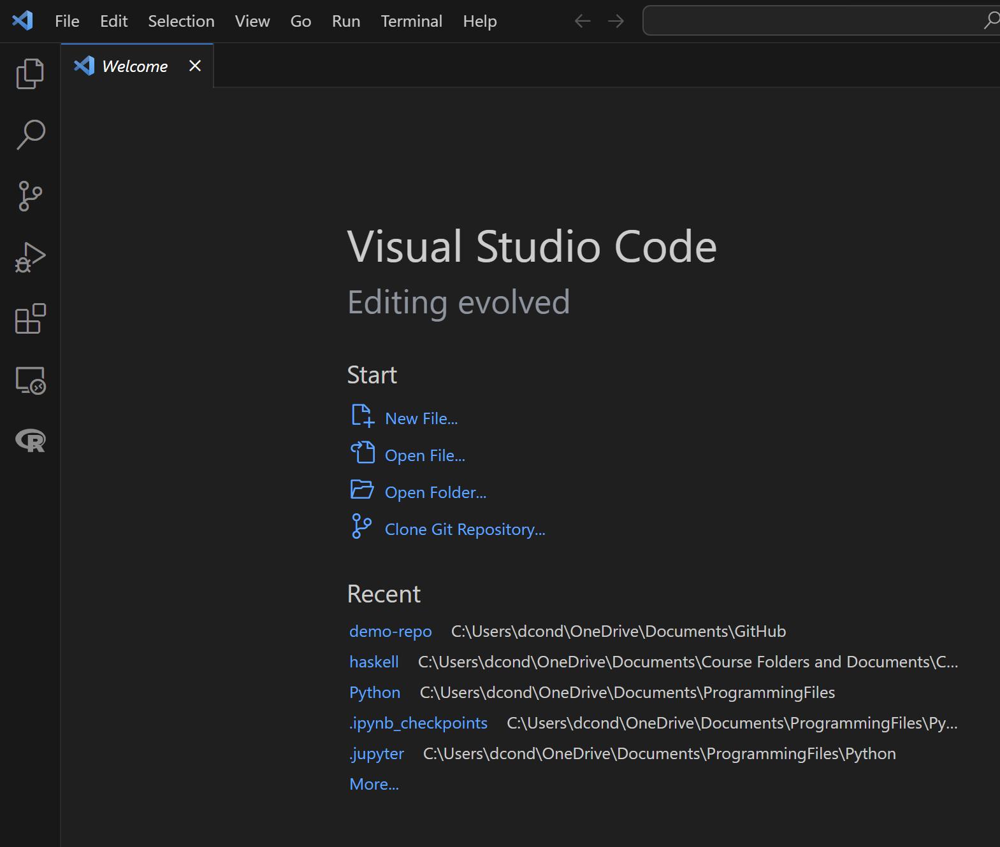 File Edit Selection View Go Run Terminal Help
Welcome
Visual Studio Code
Editing evolved
Start
New File...
Open File...
Open Folder...
Clone Git Repository...
Recent
demo-repo C:\Users\dcond\OneDrive\Documents\GitHub
haskell C:\Users\dcond\OneDrive\Documents\Course Folders and Documents\C...
Python C:\Users\dcond\OneDrive\Documents\ProgrammingFiles
.ipynb_checkpoints C:\Users\dcond\OneDrive\Documents\ProgrammingFiles\Py...
.jupyter C:\Users\dcond\OneDrive\Documents\ProgrammingFiles\Python
More...